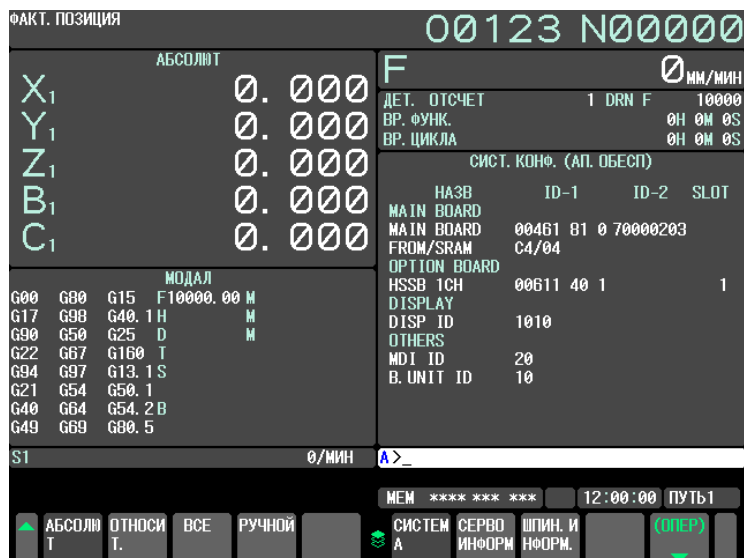 ФАКТ. ПОЗИЦИЯ
O0123 N00000
АБСОЛЮТ
X1 0. 000
Y1 0. 000
Z1 0. 000
B1 0. 000
C1 0. 000
F 0 ММ/МИН
ДЕТ. ОТСЧЕТ 1 DRN F 10000
ВР. ФУНК. 0H 0M 0S
ВР. ЦИКЛА 0H 0M 0S
МОДАЛ
G00 G80 G15 F10000. 00 M
G17 G98 G40. 1 H M
G90 G50 G25 D M
G22 G67 G160 T
G94 G97 G13. 1 S
G21 G54 G50. 1
G40 G64 G54. 2 B
G49 G69 G80. 5
S1 0/МИН
СИСТ. КОНФ. (АП. ОБЕСП)
НАЗВ ID-1 ID-2 SLOT
MAIN BOARD
MAIN BOARD 00461 81 0 70000203
FROM/SRAM C4/04
OPTION BOARD
HSSB 1CH 00611 40 1 1
DISPLAY
DISP ID 1010
OTHERS
MDI ID 20
B. UNIT ID 10
A >_
MEM **** *** *** 12:00:00 ПУТЬ1
АБСОЛЮ
Т
ОТНОСИ
Т.
ВСЕ
РУЧНОЙ
СИСТЕМ
А
СЕРВО
ИНФОРМ
ШПИН. И
НФОРМ.
(ОПЕР)